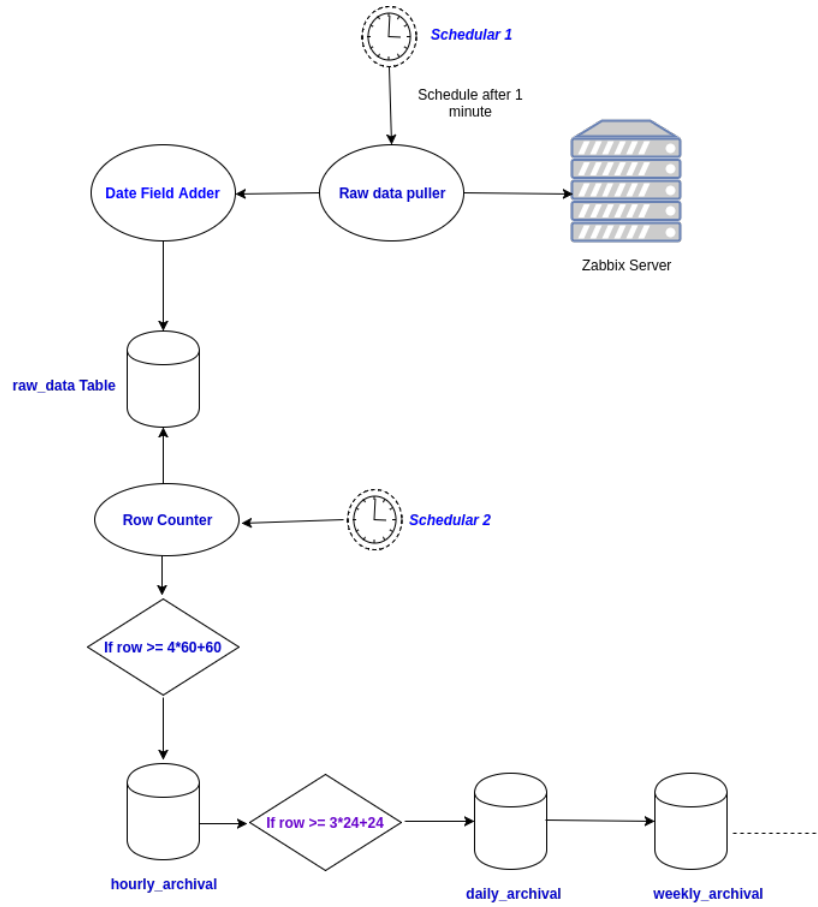 Schedular 1
Schedule after 1
minute
Date Field Adder
Raw data puller
Zabbix Server
raw_data Table
Row Counter
Schedular 2
If row >= 4*60+60
If row >= 3*24+24
hourly_archival
daily_archival
weekly_archival